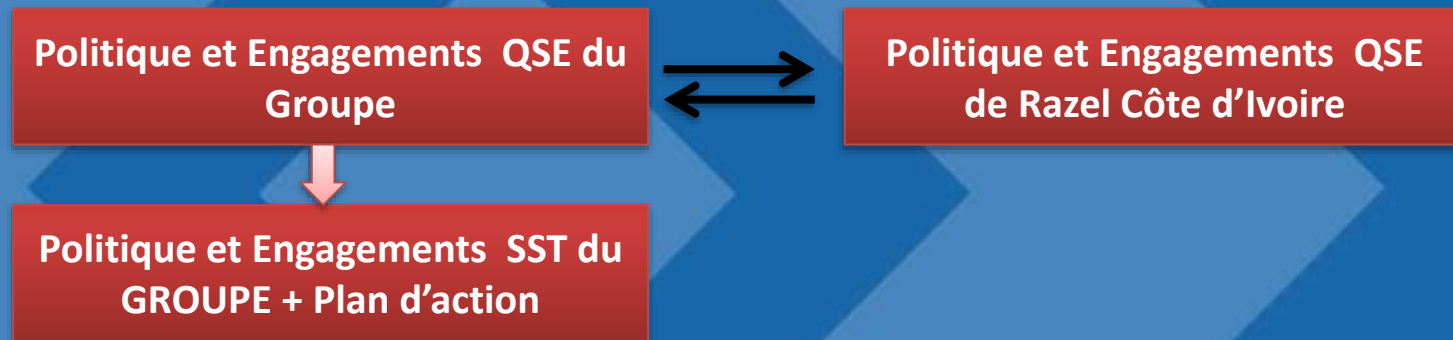 Politique et Engagements QSE du
Groupe
Politique et Engagements QSE
de Razel Côte d’Ivoire
Politique et Engagements SST du
GROUPE + Plan d’action